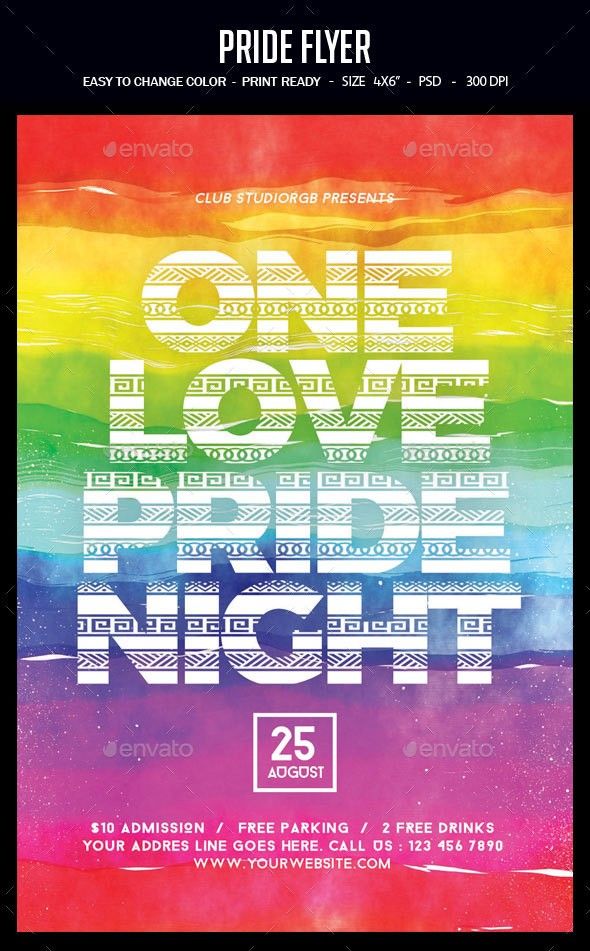 PRIDE FLYER
EASY TO CHANGE COLOR - PRINT READY - SIZE 4X6" - PSD - 300 DPI
envato envato
CLUB STUDIORGB PRESENTS
ONE
LOVE
PRIDE
NIGHT
25
AUGUST
envato envato
$10 ADMISSION / FREE PARKING / 2 FREE DRINKS
YOUR ADDRES LINE GOES HERE. CALL US : 123 456 7890
WWW.YOURWEBSITE.COM